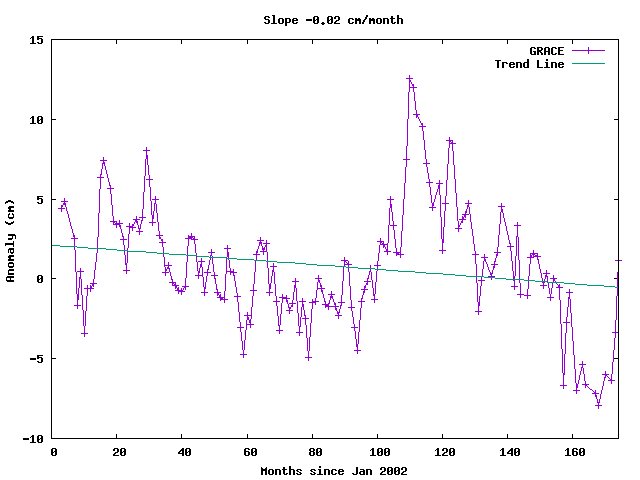 Slope -0.02 cm/month
15
GRACE
Trend Line
10
5
0
-5
-10
Anomaly (cm)
0 20 40 60 80 100 120 140 160
Months since Jan 2002